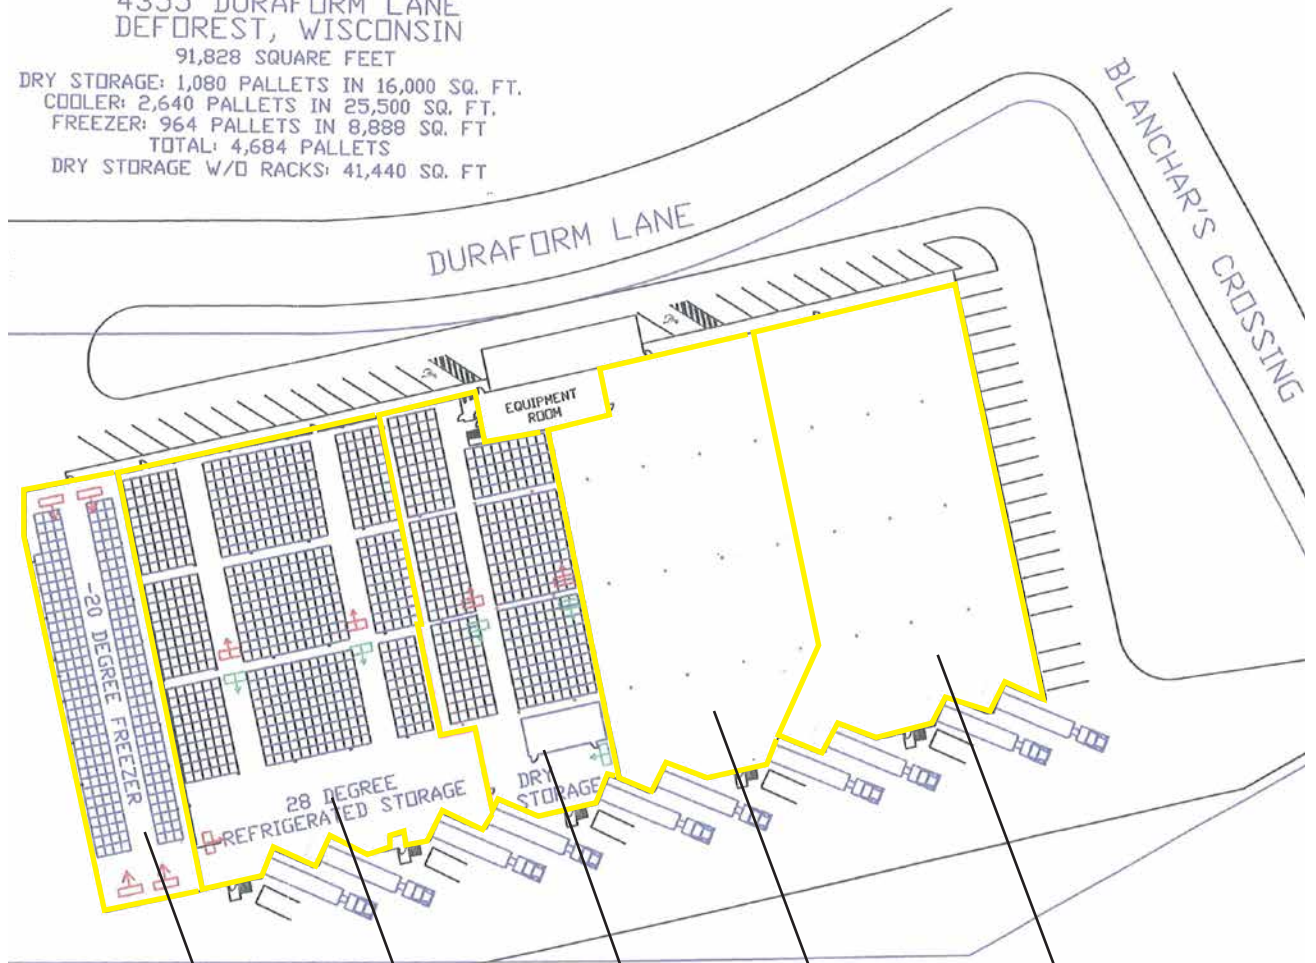 4355 DURAFORM LANE
DEFOREST, WISCONSIN
91,828 SQUARE FEET
DRY STORAGE: 1,080 PALLETS IN 16,000 SQ. FT.
COOLER: 2,640 PALLETS IN 25,500 SQ. FT.
FREEZER: 964 PALLETS IN 8,888 SQ. FT
TOTAL: 4,684 PALLETS
DRY STORAGE W/O RACKS: 41,440 SQ. FT
DURAFORM LANE
BLANCHAR'S CROSSING
EQUIPMENT
ROOM
-20 DEGREE FREEZER
28 DEGREE
REFRIGERATED STORAGE
DRY
STORAGE